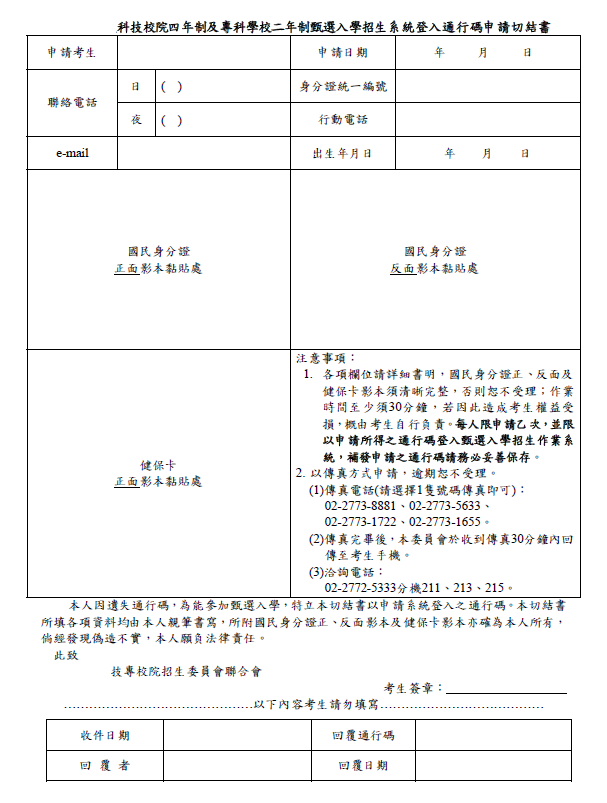 科技校院四年制及專科學校二年制甄選入學招生系統登入通行碼申請切結書
申請考生
申請日期
年 月 日
聯絡電話
日
( )
身分證統一編號
夜
( )
行動電話
e-mail
出生年月日
年 月 日
國民身分證
正面影本黏貼處
國民身分證
反面影本黏貼處
健保卡
正面影本黏貼處
注意事項：
1. 各項欄位請詳細書明，國民身分證正、反面及
健保卡影本須清晰完整，否則恕不受理；作業
時間至少須30分鐘，若因此造成考生權益受
損，概由考生自行負責。每人限申請乙次，並限
以申請所得之通行碼登入甄選入學招生作業系
統，補發申請之通行碼請務必妥善保存。
2. 以傳真方式申請，逾期恕不受理。
(1)傳真電話(請選擇1隻號碼傳真即可)：
02-2773-8881、02-2773-5633、
02-2773-1722、02-2773-1655。
(2)傳真完畢後，本委員會於收到傳真30分鐘內回
傳至考生手機。
(3)洽詢電話：
02-2772-5333分機211、213、215。
本人因遺失通行碼，為能參加甄選入學，特立本切結書以申請系統登入之通行碼。本切結書
所填各項資料均由本人親筆書寫，所附國民身分證正、反面影本及健保卡影本亦確為本人所有，
倘經發現偽造不實，本人願負法律責任。
此致
技專校院招生委員會聯合會
考生簽章：
…………………………………………以下內容考生請勿填寫……………………………………
收件日期
回覆通行碼
回 覆 者
回覆日期